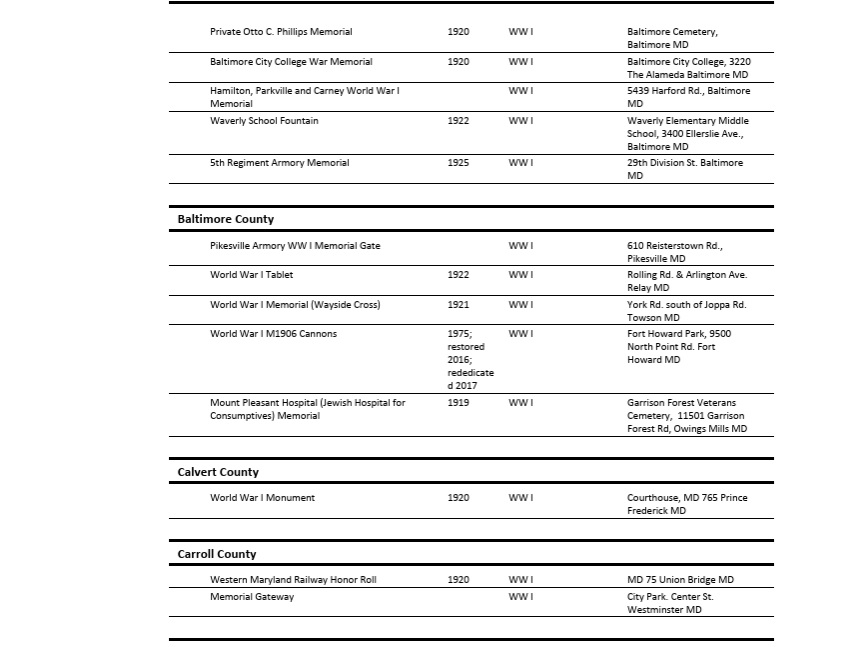 Private Otto C. Phillips Memorial 1920 WW I Baltimore Cemetery,
Baltimore MD
Baltimore City College War Memorial 1920 WW I Baltimore City College, 3220
The Alameda Baltimore MD
Hamilton, Parkville and Carney World War I WW I 5439 Harford Rd., Baltimore
Memorial MD
Waverly School Fountain 1922 WW I Waverly Elementary Middle
School, 3400 Ellerslie Ave.,
Baltimore MD
5th Regiment Armory Memorial 1925 WW I 29th Division St. Baltimore
MD
Baltimore County
Pikesville Armory WW I Memorial Gate WW I 610 Reisterstown Rd.,
Pikesville MD
World War I Tablet 1922 WW I Rolling Rd. & Arlington Ave.
Relay MD
World War I Memorial (Wayside Cross) 1921 WW I York Rd. south of Joppa Rd.
Towson MD
World War I M1906 Cannons 1975; WW I Fort Howard Park, 9500
restored North Point Rd. Fort
2016; Howard MD
rededicate
d 2017
Mount Pleasant Hospital (Jewish Hospital for 1919 WW I Garrison Forest Veterans
Consumptives) Memorial Cemetery, 11501 Garrison
Forest Rd, Owings Mills MD
Calvert County
World War I Monument 1920 WW I Courthouse, MD 765 Prince
Frederick MD
Carroll County
Western Maryland Railway Honor Roll 1920 WW I MD 75 Union Bridge MD
Memorial Gateway WW I City Park. Center St.
Westminster MD